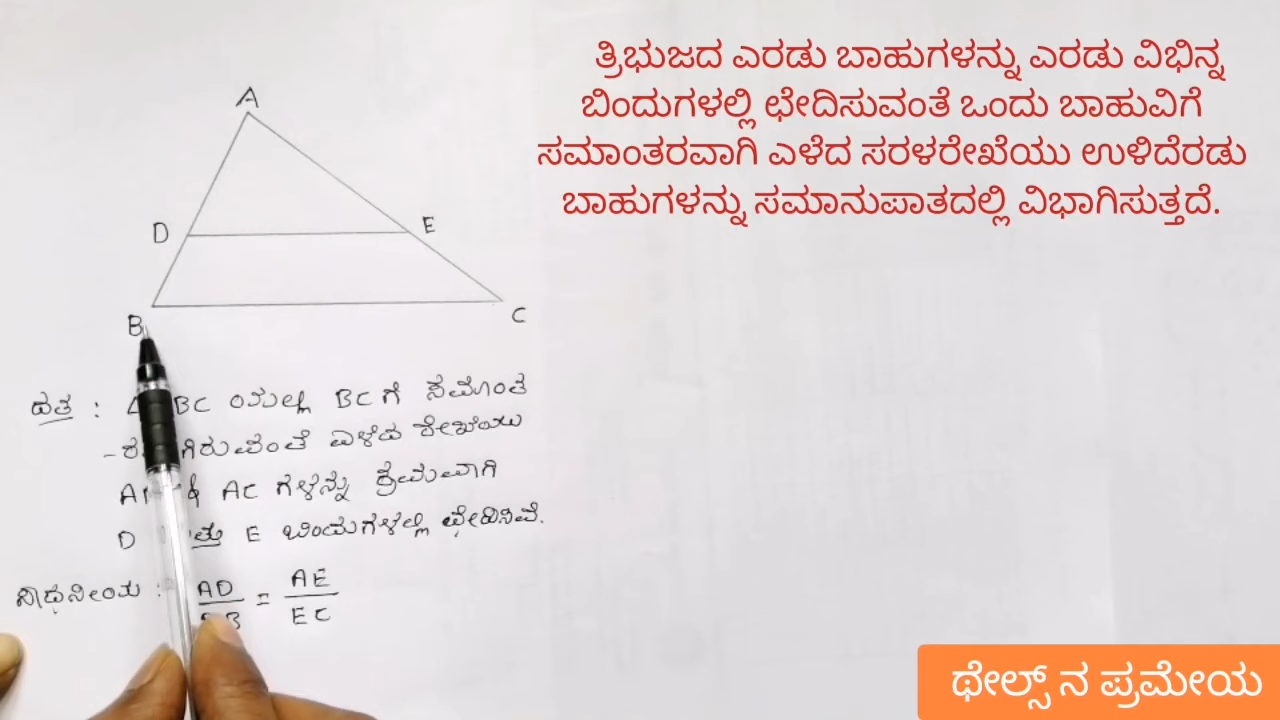 ತ್ರಿಭುಜದ ಎರಡು ಬಾಹುಗಳನ್ನು ಎರಡು ವಿಭಿನ್ನ
ಬಿಂದುಗಳಲ್ಲಿ ಛೇದಿಸುವಂತೆ ಒಂದು ಬಾಹುವಿಗೆ
ಸಮಾಂತರವಾಗಿ ಎಳೆದ ಸರಳರೇಖೆಯು ಉಳಿದೆರಡು
ಬಾಹುಗಳನ್ನು ಸಮಾನುಪಾತದಲ್ಲಿ ವಿಭಾಗಿಸುತ್ತದೆ.
A
D E
B C
ದತ್ತ : BC ಯಲ್ಲಿ BC ಗೆ ಸಮಾಂತ
ಎಳೆದ ರೇಖೆಯು
AC ಗಳನ್ನು ಕ್ರಮವಾಗಿ
D E ಬಿಂದುಗಳಲ್ಲಿ ಛೇದಿಸಿವೆ.
ಸಾಧನೀಯ : AD = AE
EC
ಥೇಲ್ಸ್ ನ ಪ್ರಮೇಯ